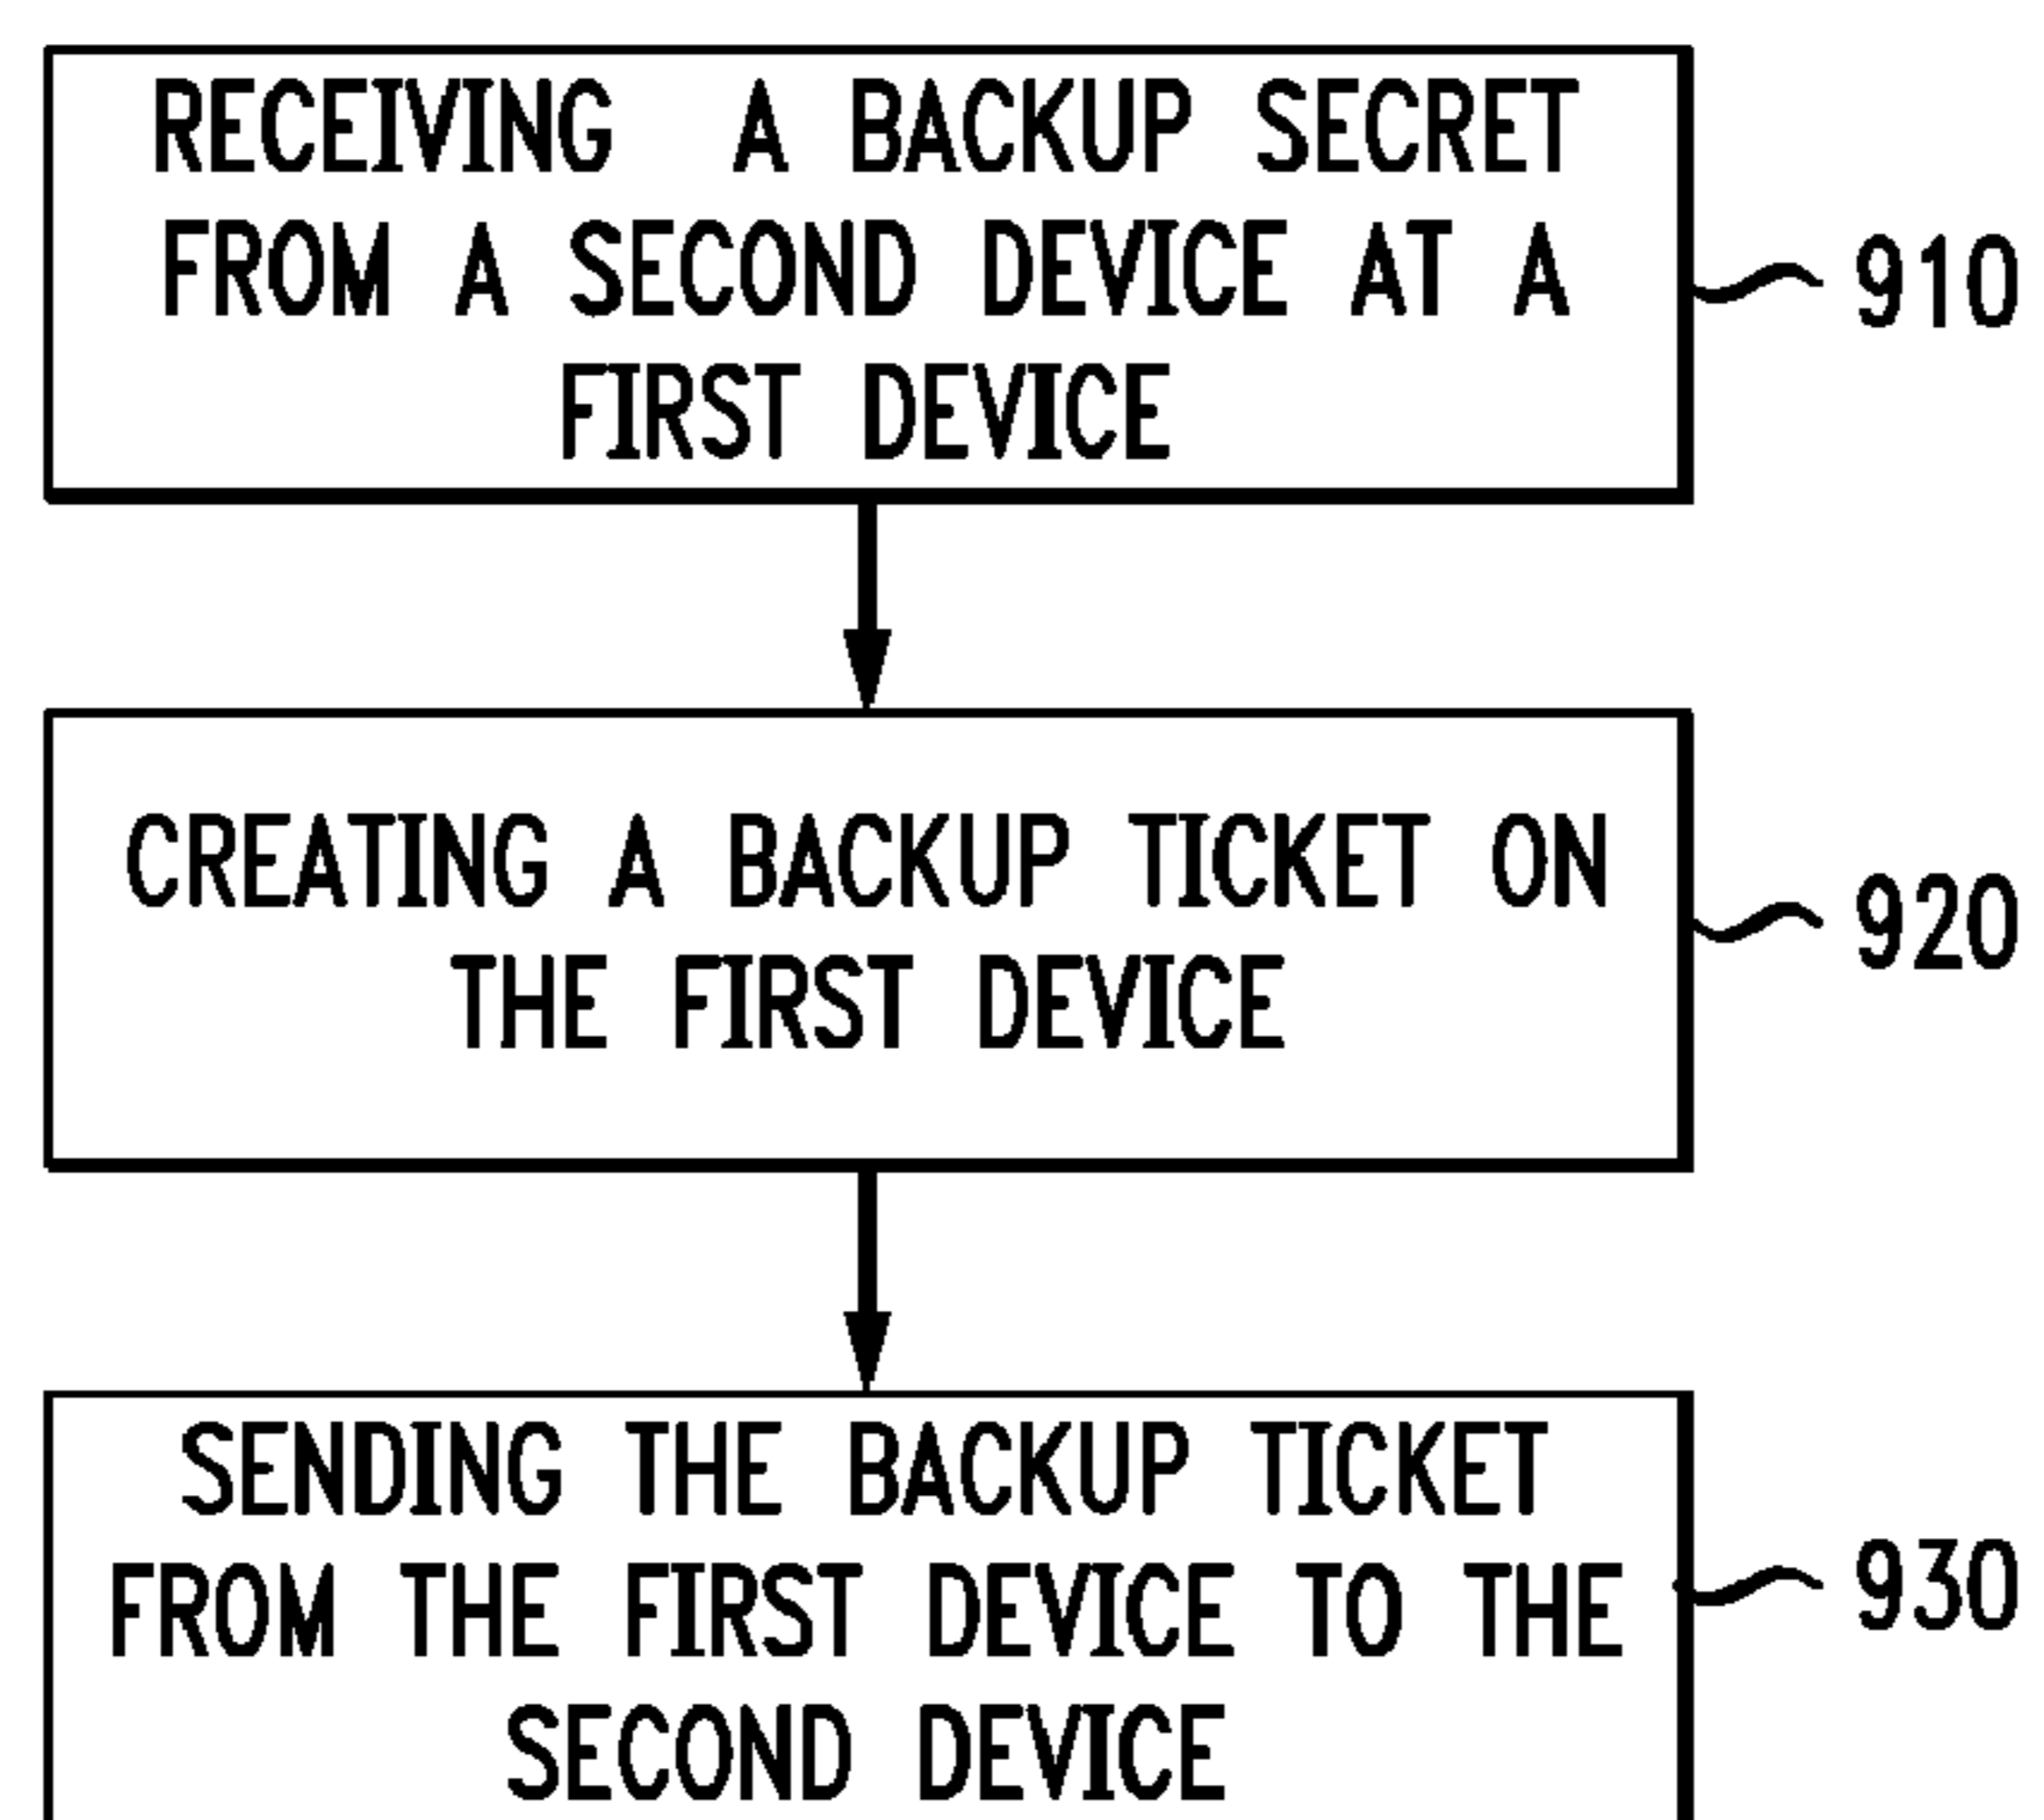 RECEIVING A BACKUP SECRET
FROM A SECOND DEVICE AT A
FIRST DEVICE
910
CREATING A BACKUP TICKET ON
THE FIRST DEVICE
920
SENDING THE BACKUP TICKET
FROM THE FIRST DEVICE TO THE
SECOND DEVICE
930